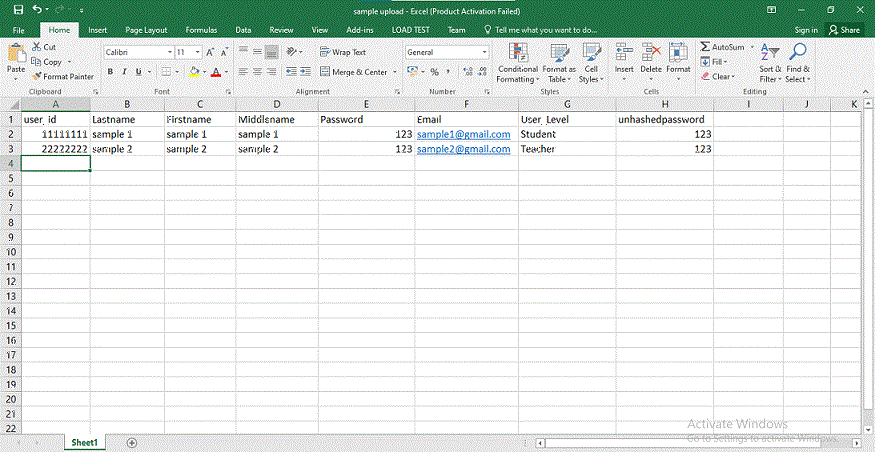 sample upload - Excel (Product Activation Failed)
File Home Insert Page Layout Formulas Data Review View Add-ins LOAD TEST Team Tell me what you want to do... Sign in Share
Paste Cut Copy Format Painter Clipboard
Calibri 11 B I U A Font
Wrap Text Merge & Center Alignment
General % , Number
Conditional Formatting Format as Table Cell Styles Styles
Insert Delete Format Cells
AutoSum Fill Clear Sort & Filter Find & Select Editing
A B C D E F G H I J K
1 user_id Lastname Firstname Middlsname Password Email User_Level unhashedpassword
2 11111111 sample 1 sample 1 sample 1 123 sample1@gmail.com Student 123
3 22222222 sample 2 sample 2 sample 2 123 sample2@gmail.com Teacher 123
4
5
6
7
8
9
10
11
12
13
14
15
16
17
18
19
20
21
22
Activate Windows
Go to Settings to activate Windows.
Sheet1